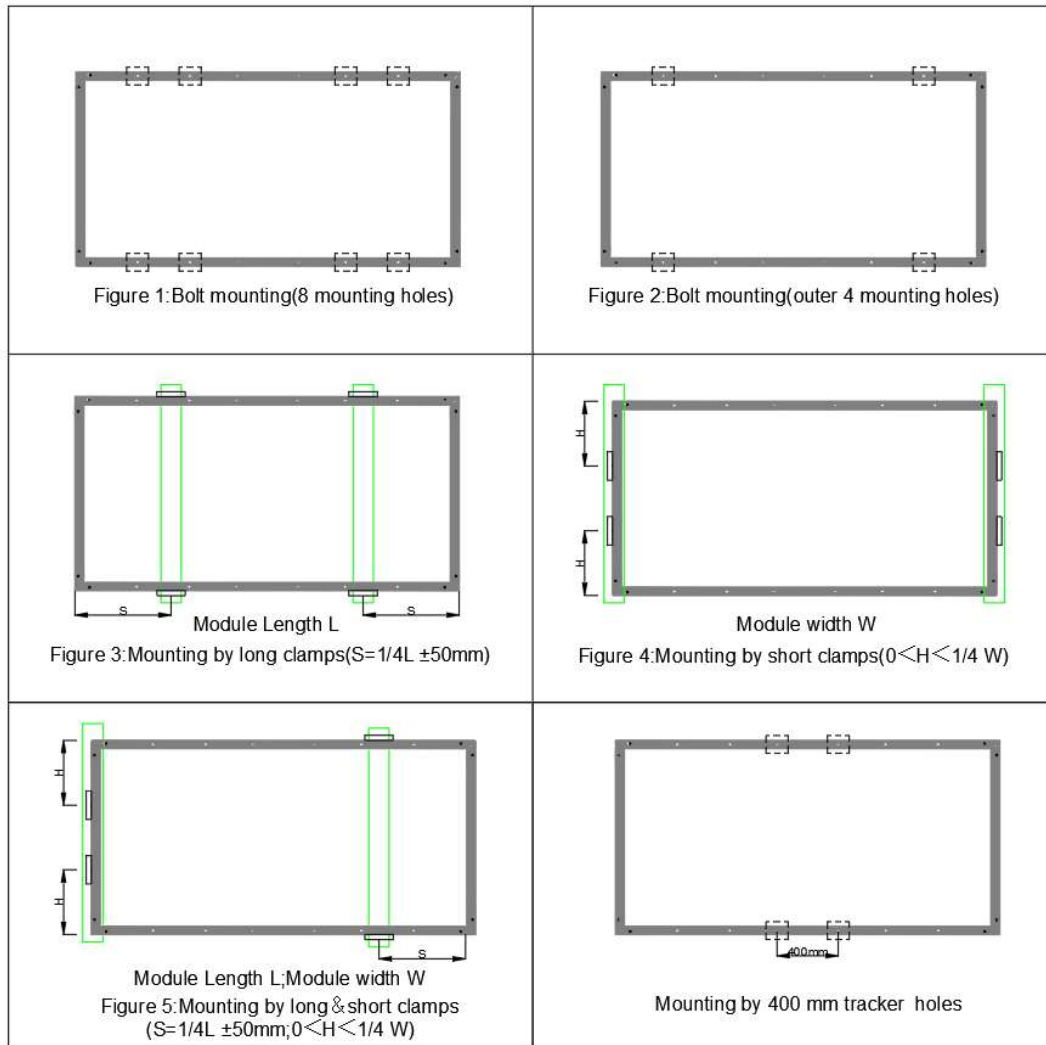 Figure 1:Bolt mounting(8 mounting holes)
Figure 2:Bolt mounting(outer 4 mounting holes)
S
S
Module Length L
Figure 3:Mounting by long clamps(S=1/4L ±50mm)
H
H
Module width W
Figure 4:Mounting by short clamps(0＜H＜1/4 W)
H
H
S
Module Length L;Module width W
Figure 5:Mounting by long＆short clamps
(S=1/4L ±50mm;0＜H＜1/4 W)
400mm
Mounting by 400 mm tracker holes